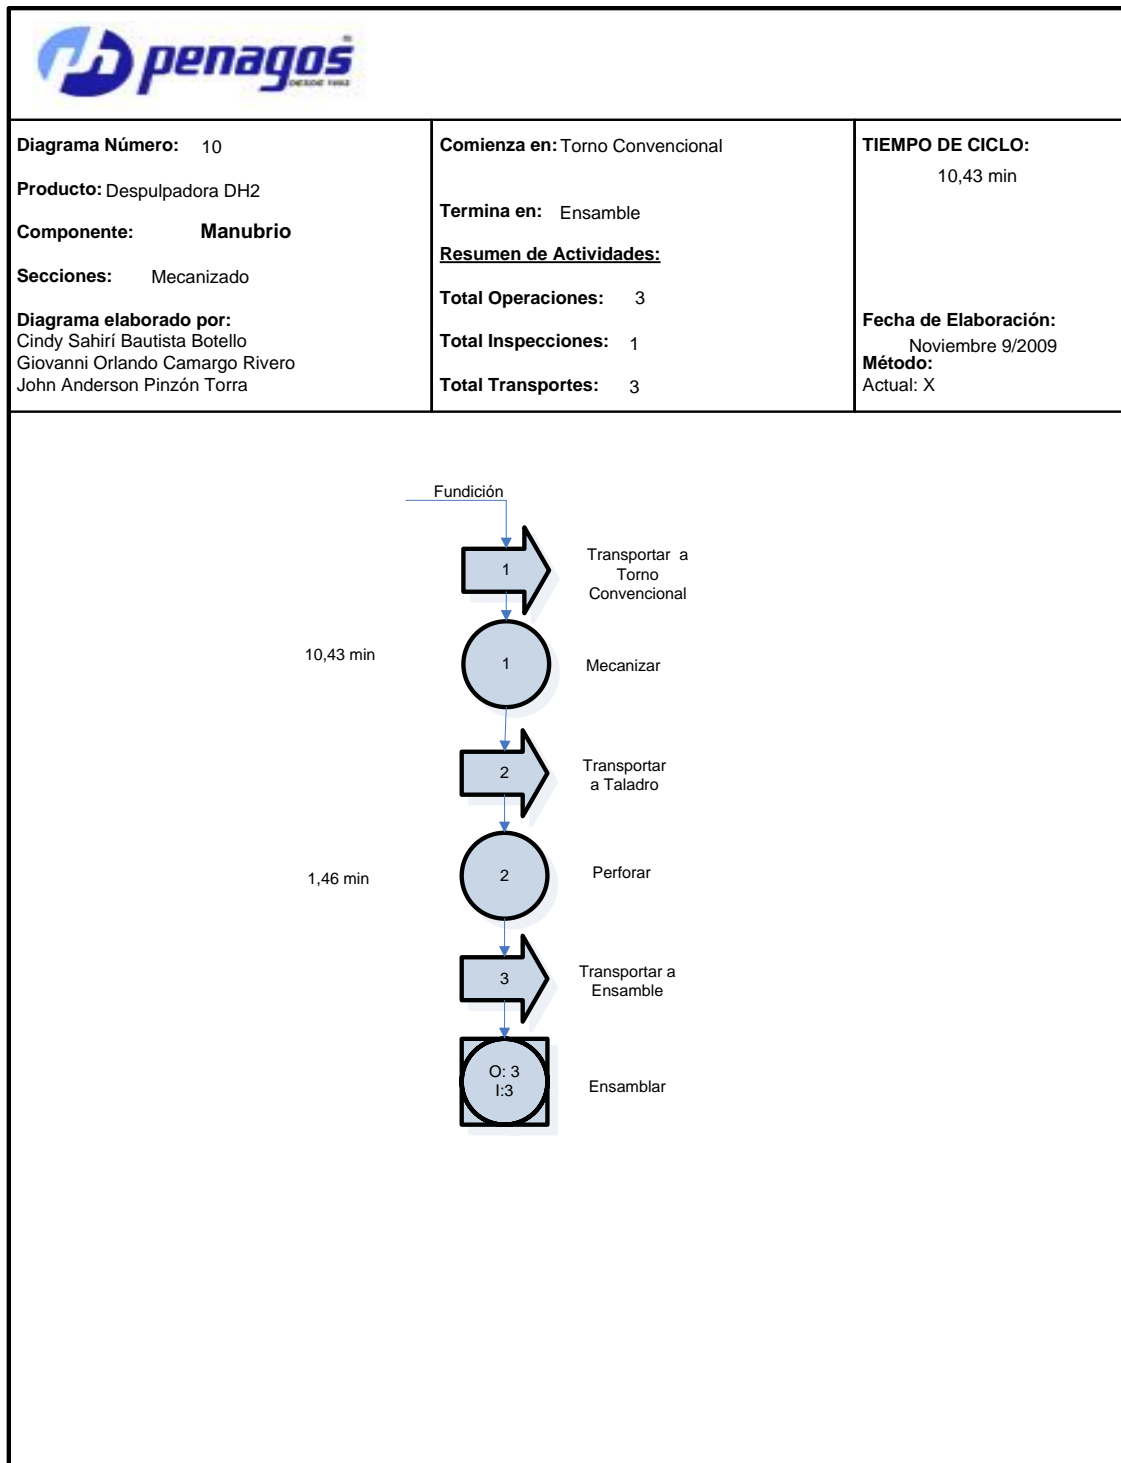 penagos
DESDE 1892
Diagrama Número: 10
Producto: Despulpadora DH2
Componente: Manubrio
Secciones: Mecanizado
Diagrama elaborado por:
Cindy Sahirí Bautista Botello
Giovanni Orlando Camargo Rivero
John Anderson Pinzón Torra
Comienza en: Torno Convencional
Termina en: Ensamble
Resumen de Actividades:
Total Operaciones: 3
Total Inspecciones: 1
Total Transportes: 3
TIEMPO DE CICLO:
10,43 min
Fecha de Elaboración:
Noviembre 9/2009
Método:
Actual: X
Fundición
1
Transportar a
Torno
Convencional
10,43 min
1
Mecanizar
2
Transportar
a Taladro
1,46 min
2
Perforar
3
Transportar a
Ensamble
O: 3
I:3
Ensamblar